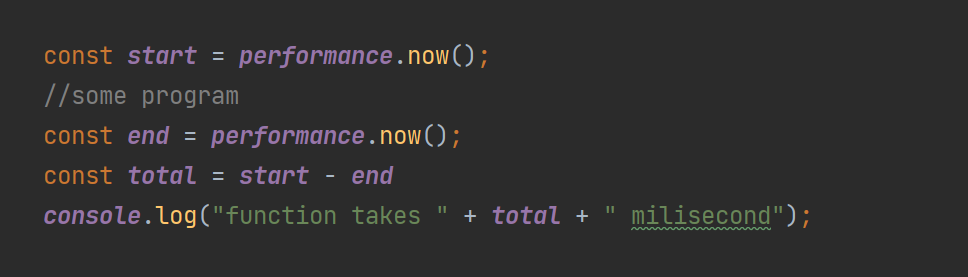 const start = performance.now();
//some program
const end = performance.now();
const total = start - end
console.log("function takes " + total + " milisecond");